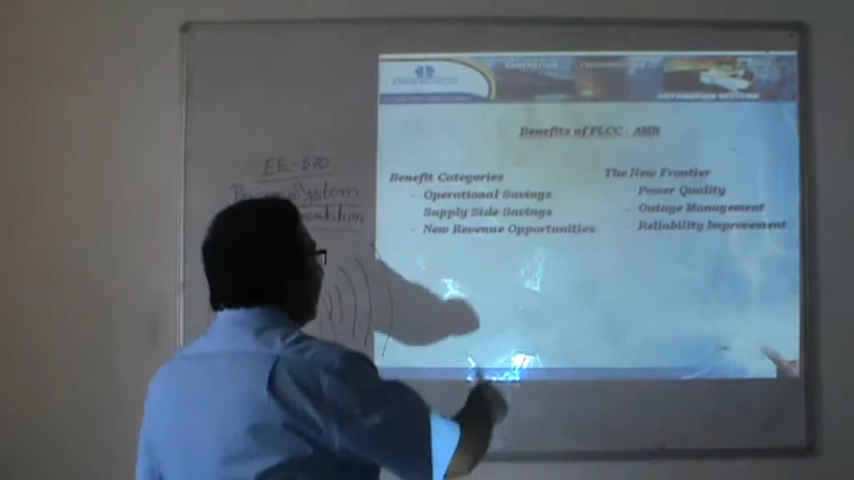 EE-570
Power System
Benefits of PLCC - AMR
Benefit Categories
- Operational Savings
Supply Side Savings
- New Revenue Opportunities
The New Frontier
Power Quality
- Outage Management
- Reliability Improvement